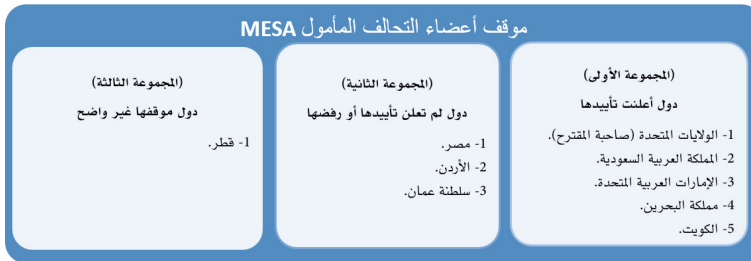 موقف أعضاء التحالف المأمول MESA
(المجموعة الأولى)
دول أعلنت تأييدها
1- الولايات المتحدة (صاحبة المقترح).
2- المملكة العربية السعودية.
3- الإمارات العربية المتحدة.
4- مملكة البحرين.
5- الكويت.
(المجموعة الثانية)
دول لم تعلن تأييدها أو رفضها
1- مصر.
2- الأردن.
3- سلطنة عمان.
(المجموعة الثالثة)
دول موقفها غير واضح
1- قطر.